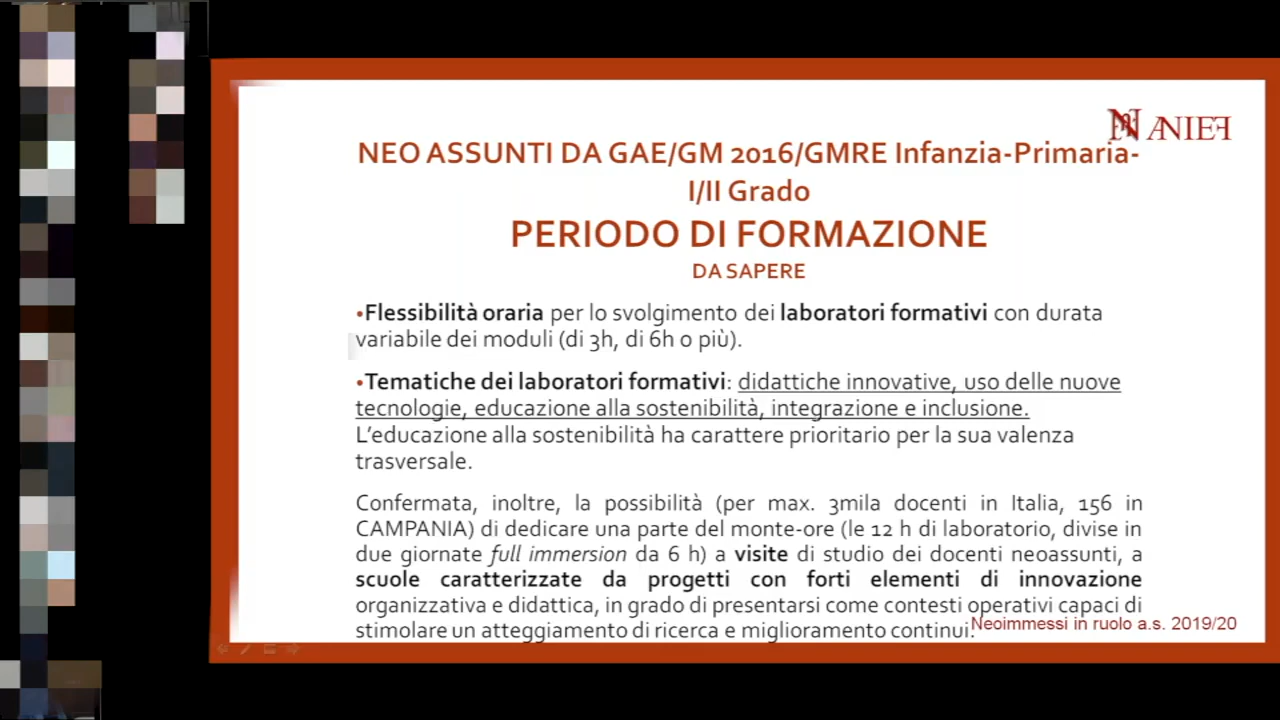 ANIEF
NEO ASSUNTI DA GAE/GM 2016/GMRE Infanzia-Primaria-
I/II Grado
PERIODO DI FORMAZIONE
DA SAPERE
•Flessibilità oraria per lo svolgimento dei laboratori formativi con durata
variabile dei moduli (di 3h, di 6h o più).
•Tematiche dei laboratori formativi: didattiche innovative, uso delle nuove
tecnologie, educazione alla sostenibilità, integrazione e inclusione.
L'educazione alla sostenibilità ha carattere prioritario per la sua valenza
trasversale.
Confermata, inoltre, la possibilità (per max. 3mila docenti in Italia, 156 in
CAMPANIA) di dedicare una parte del monte-ore (le 12 h di laboratorio, divise in
due giornate full immersion da 6 h) a visite di studio dei docenti neoassunti, a
scuole caratterizzate da progetti con forti elementi di innovazione
organizzativa e didattica, in grado di presentarsi come contesti operativi capaci di
stimolare un atteggiamento di ricerca e miglioramento continui.
Neoimmessi in ruolo a.s. 2019/20